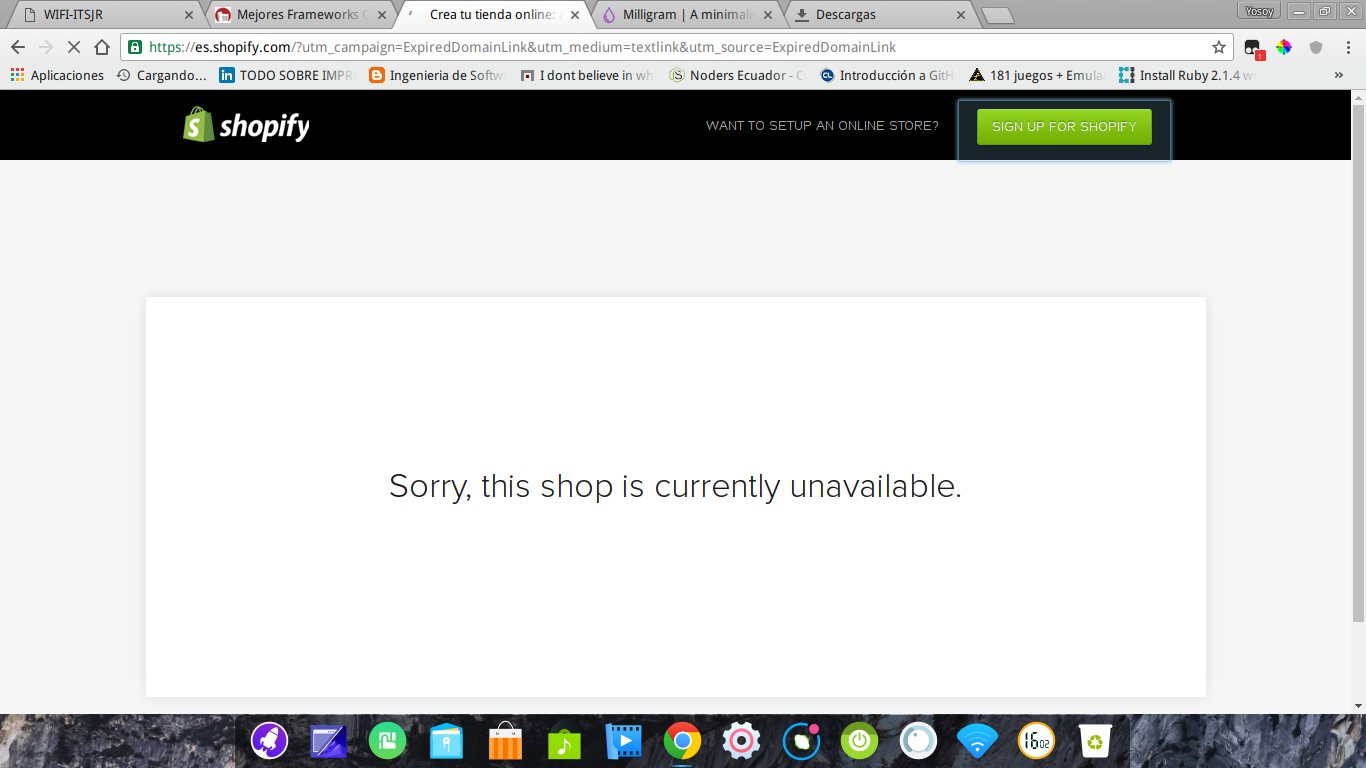 WIFI-ITSJR
Mejores Frameworks
Crea tu tienda online:
Milligram | A minimali
Descargas
Yosoy
https://es.shopify.com/?utm_campaign=ExpiredDomainLink&utm_medium=textlink&utm_source=ExpiredDomainLink
1
Aplicaciones
Cargando...
TODO SOBRE IMPR
Ingenieria de Softw
I dont believe in wh
Noders Ecuador - C
Introducción a GitH
181 juegos + Emula
Install Ruby 2.1.4 w
»
shopify
WANT TO SETUP AN ONLINE STORE?
SIGN UP FOR SHOPIFY
Sorry, this shop is currently unavailable.
16 02